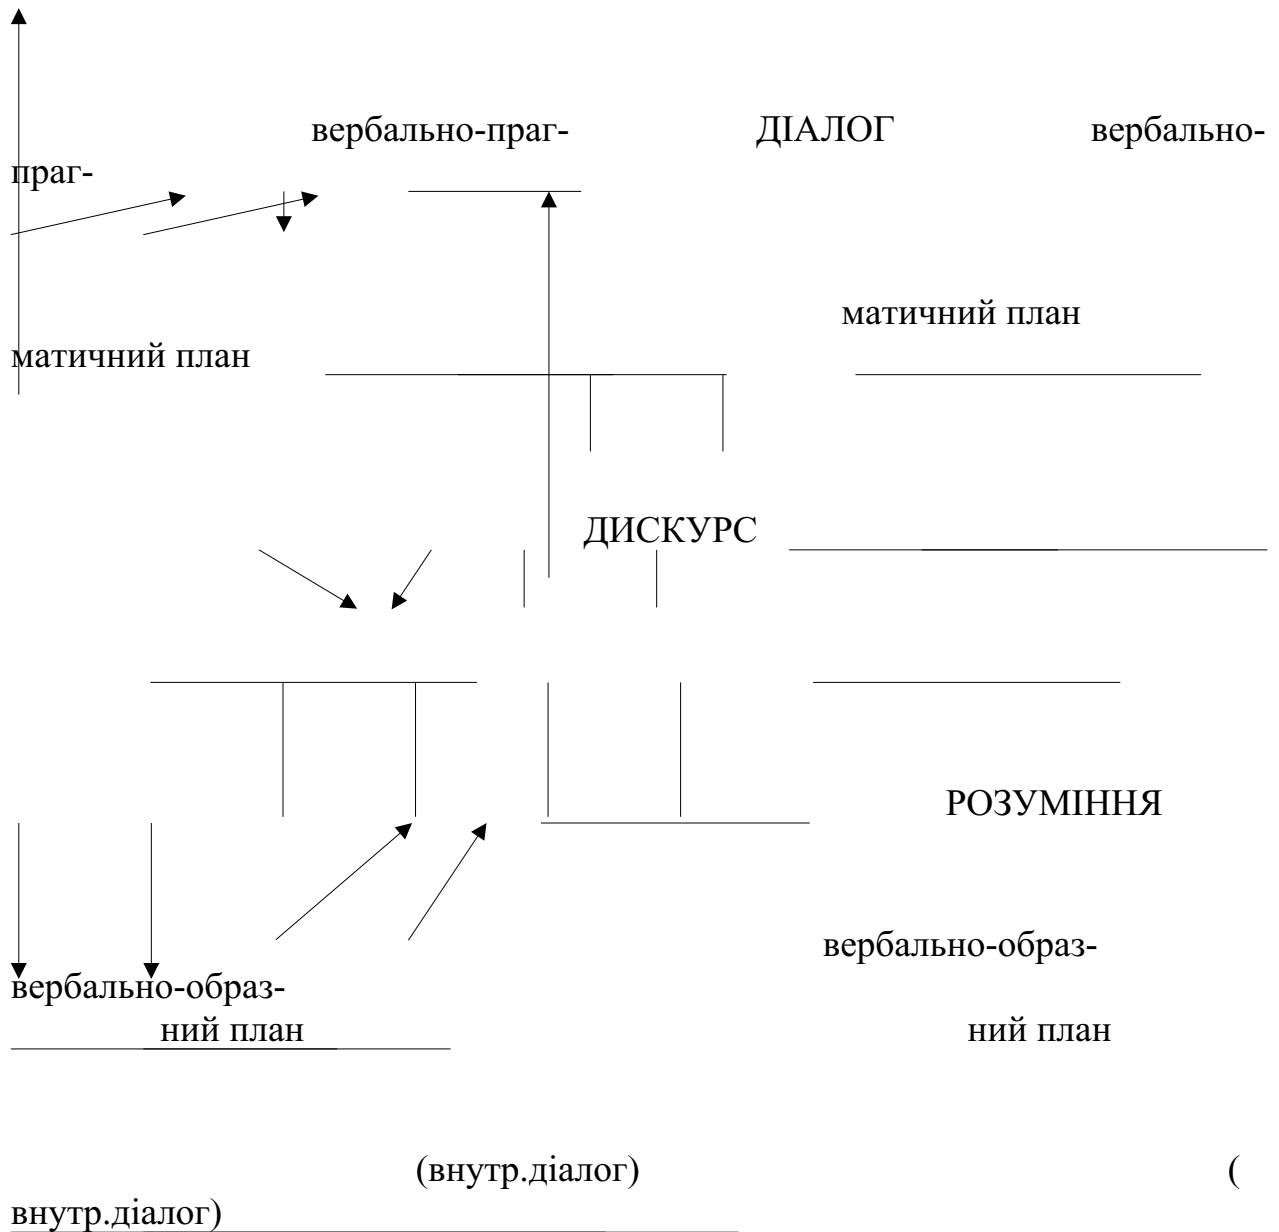 вербально-праг- ДІАЛОГ вербально-
праг-
матичний план
матичний план
ДИСКУРС
РОЗУМІННЯ
вербально-образ-
вербально-образ-
ний план ний план
(внутр.діалог) (
внутр.діалог)